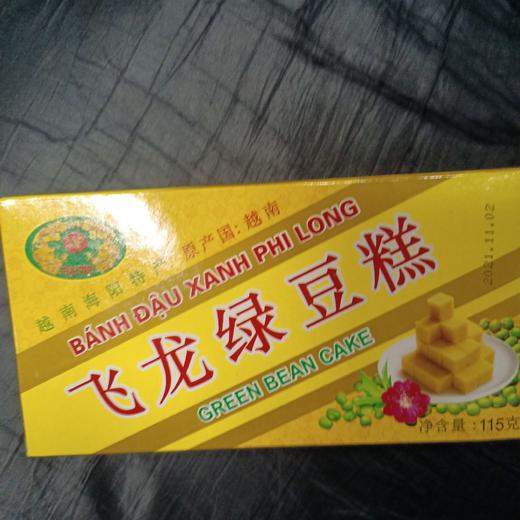 越南海阳特产 原产国:越南
BÁNH ĐẬU XANH PHI LONG
飞龙绿豆糕
GREEN BEAN CAKE
2021.11.02
净含量:115克